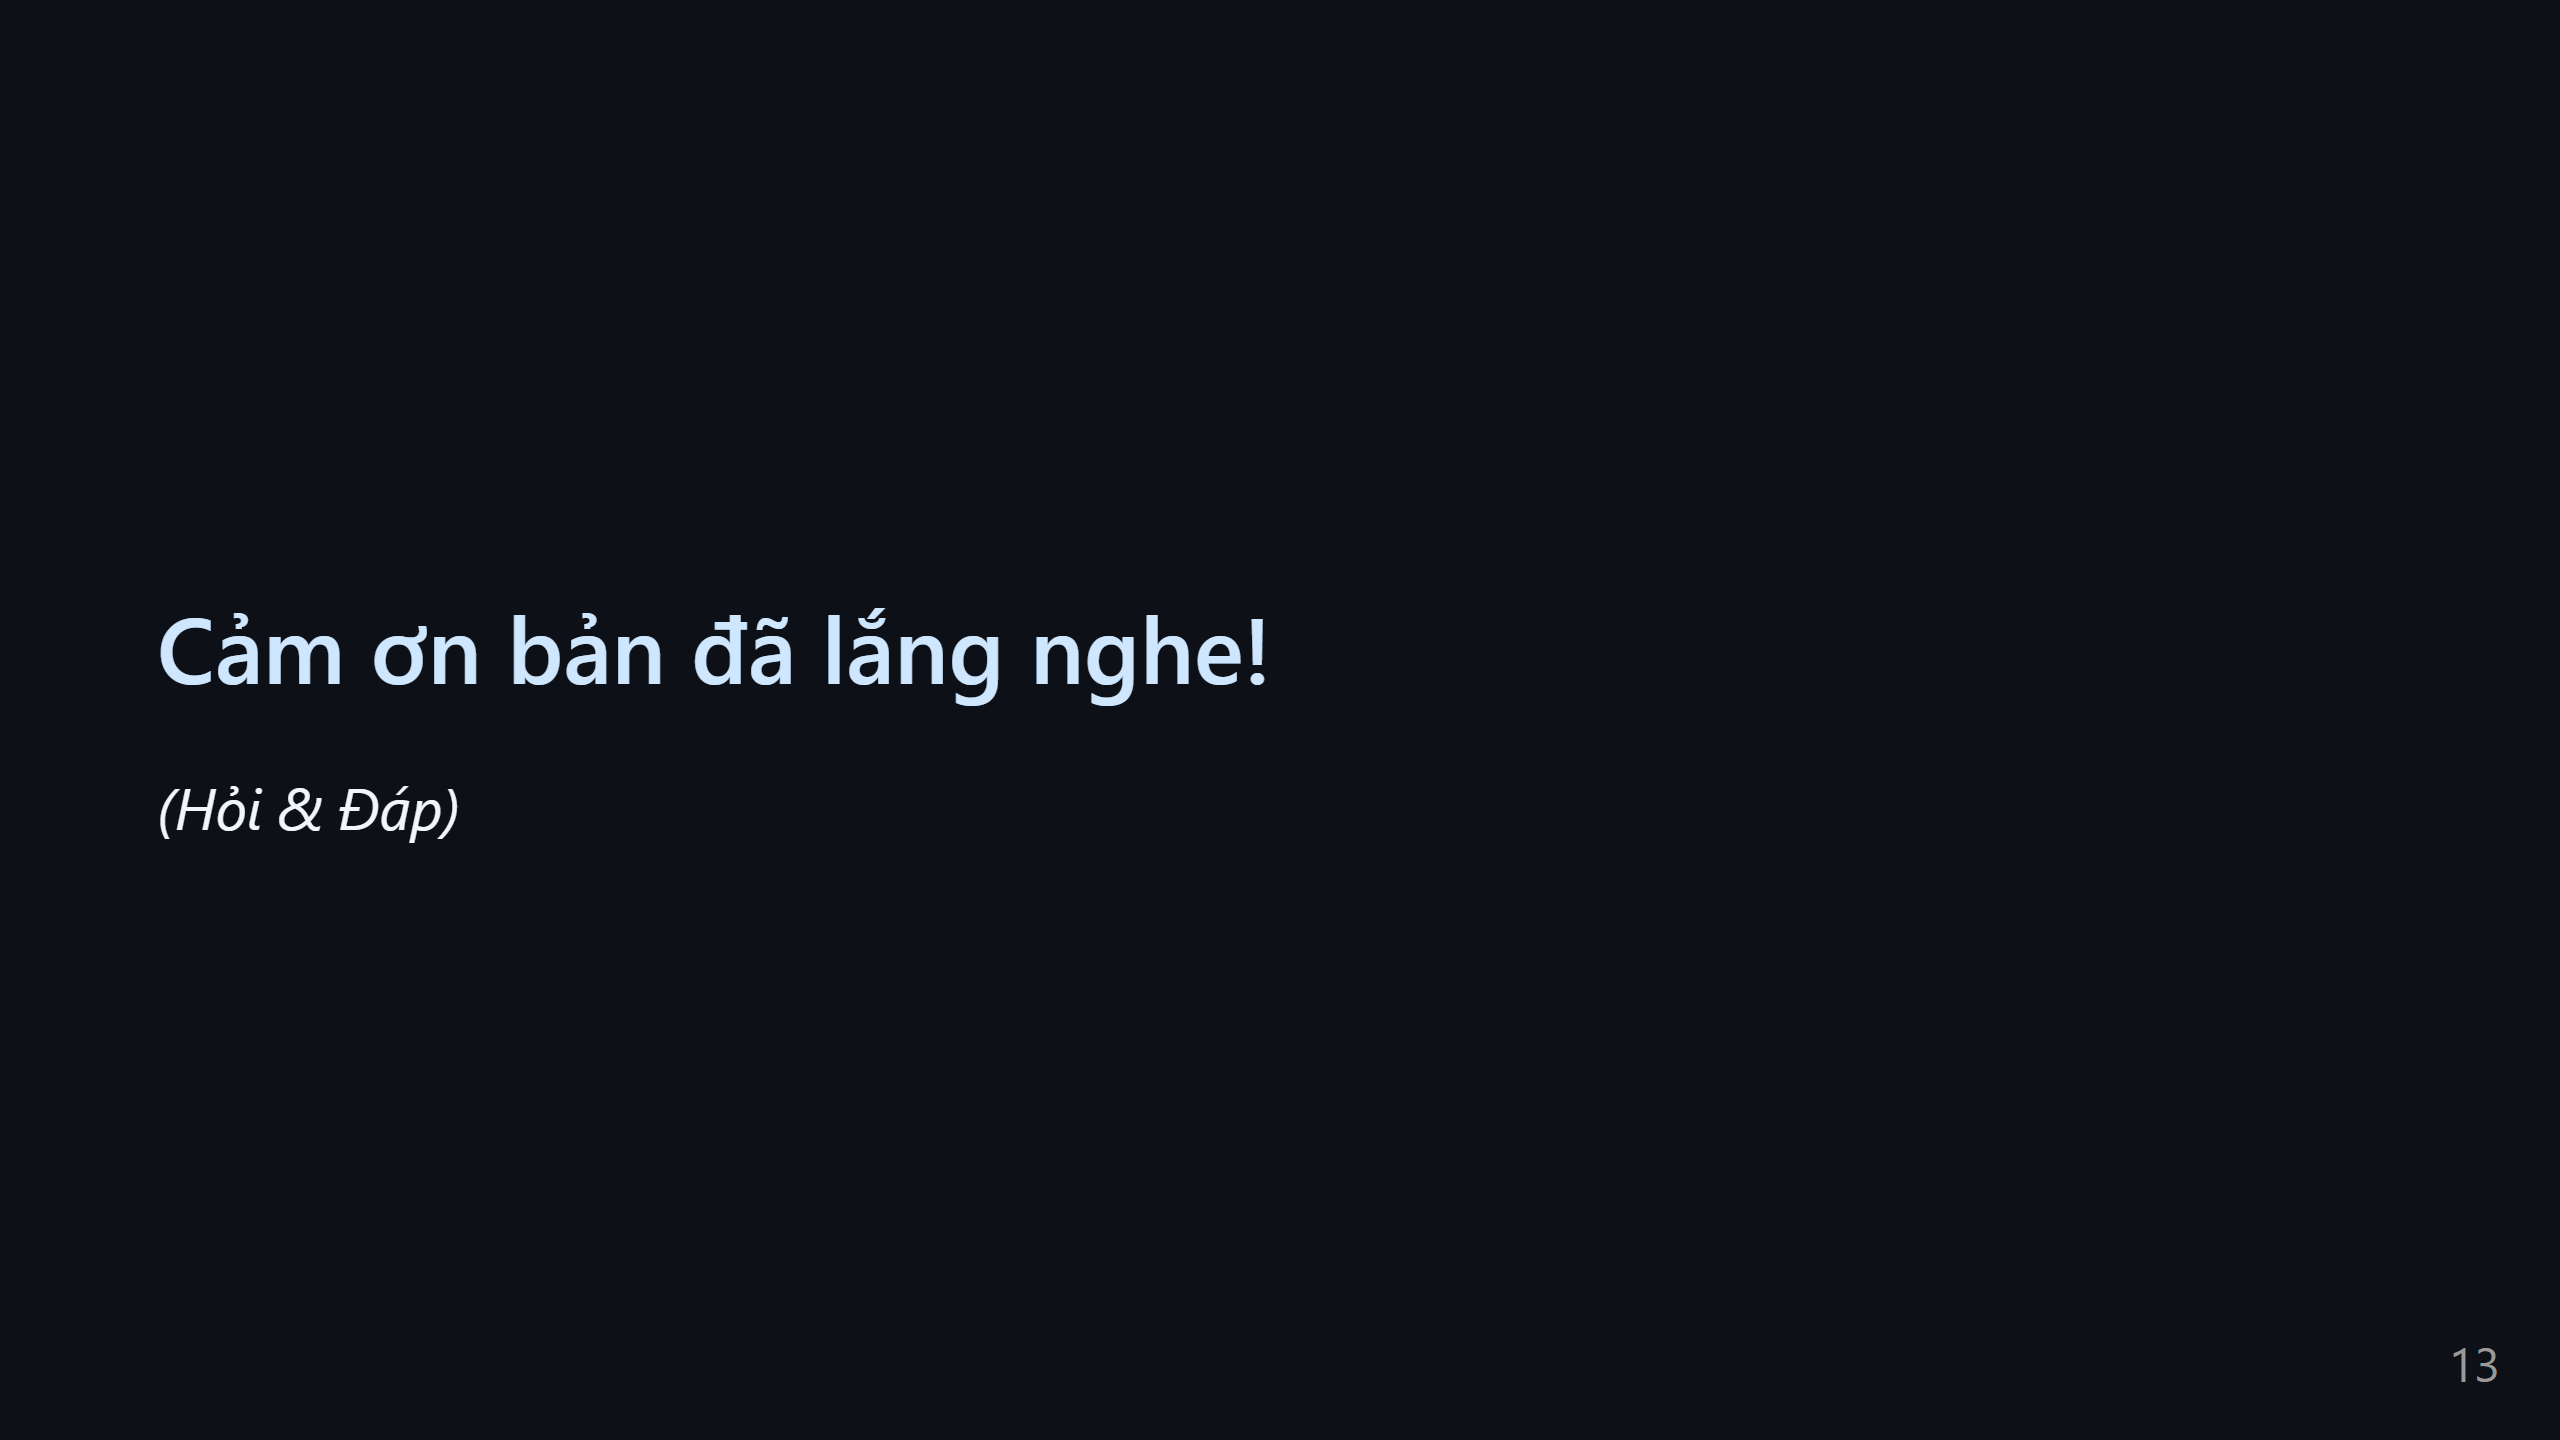 Cảm ơn bản đã lắng nghe!
(Hỏi & Đáp)
13